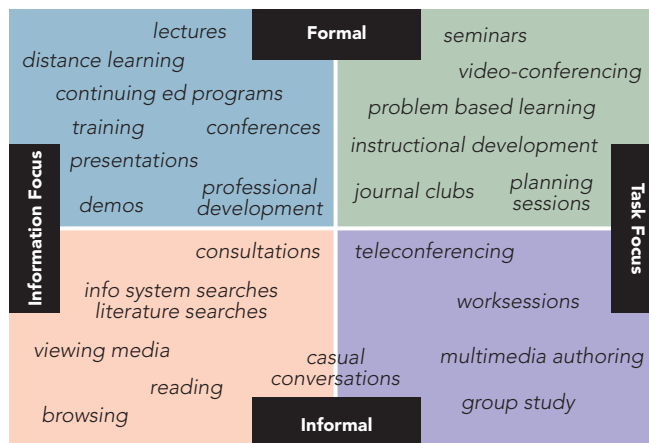 Formal
lectures
distance learning
continuing ed programs
training
conferences
presentations
demos
professional
development
seminars
video-conferencing
problem based learning
instructional development
journal clubs
planning
sessions
Information Focus
Task Focus
consultations
info system searches
literature searches
viewing media
casual
conversations
reading
browsing
teleconferencing
worksessions
multimedia authoring
group study
Informal